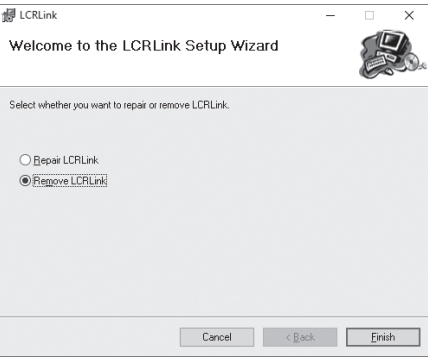 LCRLink
Welcome to the LCRLink Setup Wizard
Select whether you want to repair or remove LCRLink.
Repair LCRLink
Remove LCRLink
Cancel
< Back
Finish